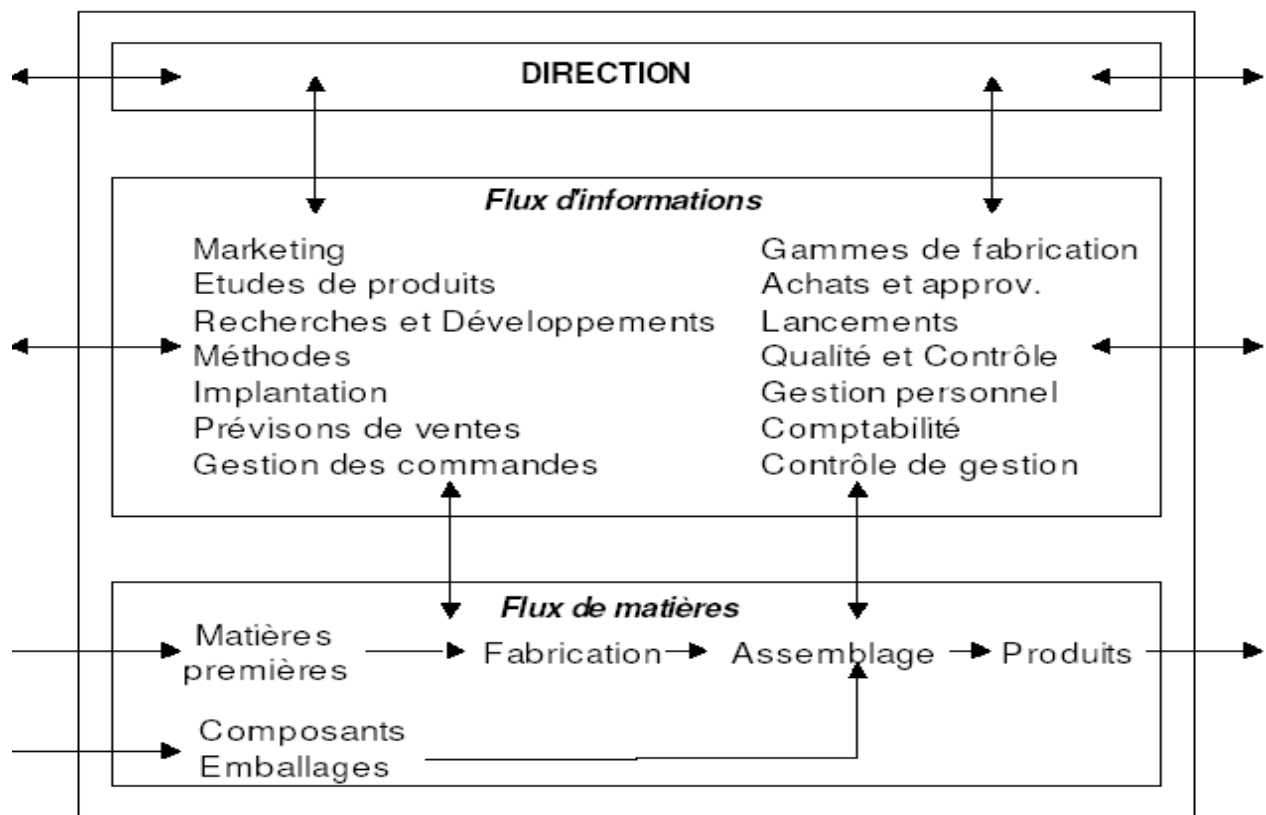 DIRECTION
Flux d'informations
Marketing
Etudes de produits
Recherches et Développements
Méthodes
Implantation
Prévisons de ventes
Gestion des commandes
Gammes de fabrication
Achats et approv.
Lancements
Qualité et Contrôle
Gestion personnel
Comptabilité
Contrôle de gestion
Flux de matières
Matières
premières
Fabrication
Assemblage
Produits
Composants
Emballages